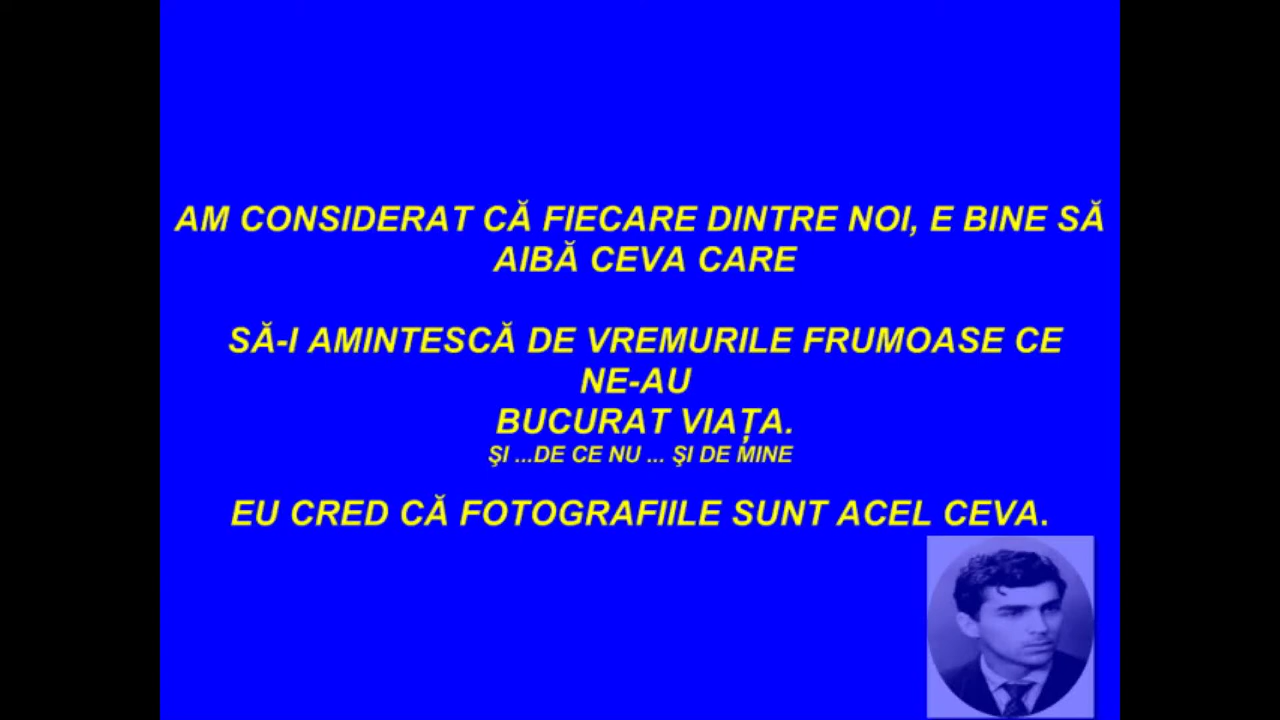 AM CONSIDERAT CĂ FIECARE DINTRE NOI, E BINE SĂ
AIBĂ CEVA CARE
SĂ-I AMINTESCĂ DE VREMURILE FRUMOASE CE
NE-AU
BUCURAT VIAȚA.
ŞI ...DE CE NU ... ŞI DE MINE
EU CRED CĂ FOTOGRAFIILE SUNT ACEL CEVA.